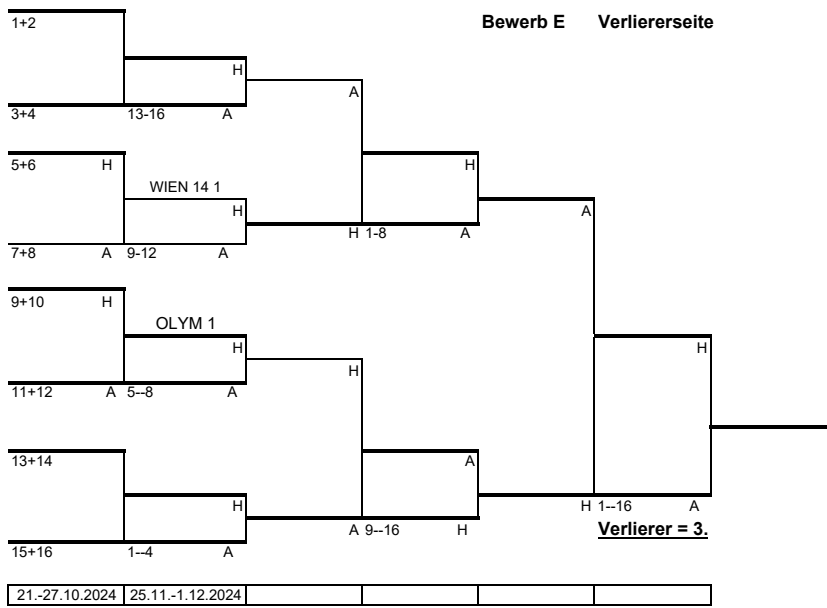 Bewerb E Verliererseite
1+2
H
A
3+4 13-16 A
5+6 H H
WIEN 14 1
H A
H 1-8 A
7+8 A 9-12 A
9+10 H
OLYM 1
H H
H
11+12 A 5--8 A
13+14 A
H H 1--16 A
A 9--16 H Verlierer = 3.
15+16 1--4 A
21.-27.10.2024 25.11.-1.12.2024